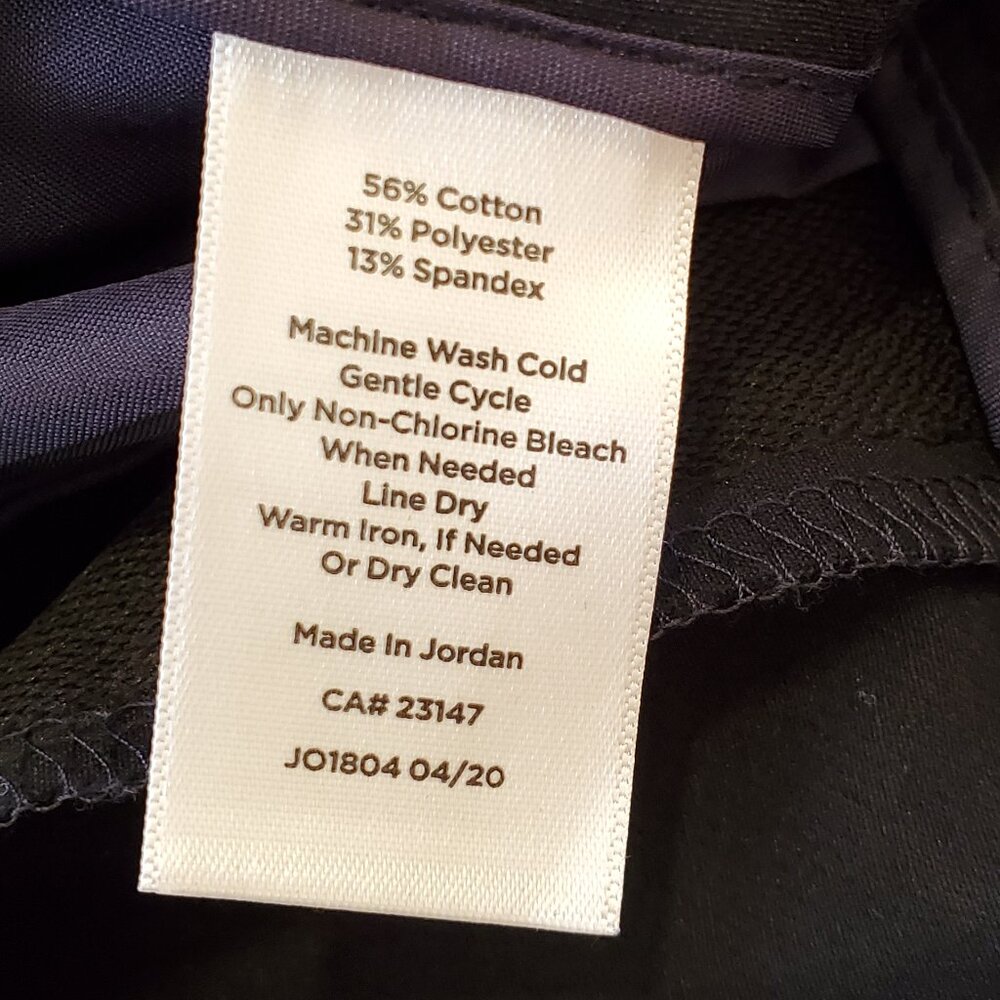 56% Cotton
31% Polyester
13% Spandex
Machine Wash Cold
Gentle Cycle
Only Non-Chlorine Bleach
When Needed
Line Dry
Warm Iron, If Needed
Or Dry Clean
Made In Jordan
CA# 23147
JO1804 04/20